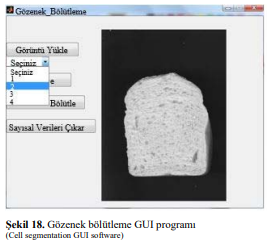 Gözenek_Bölütleme
Görüntü Yükle
Seçiniz
Seçiniz
1
2
3
4
e
Bölütle
Sayısal Verileri Çıkar
Şekil 18. Gözenek bölütleme GUI programı
(Cell segmentation GUI software)